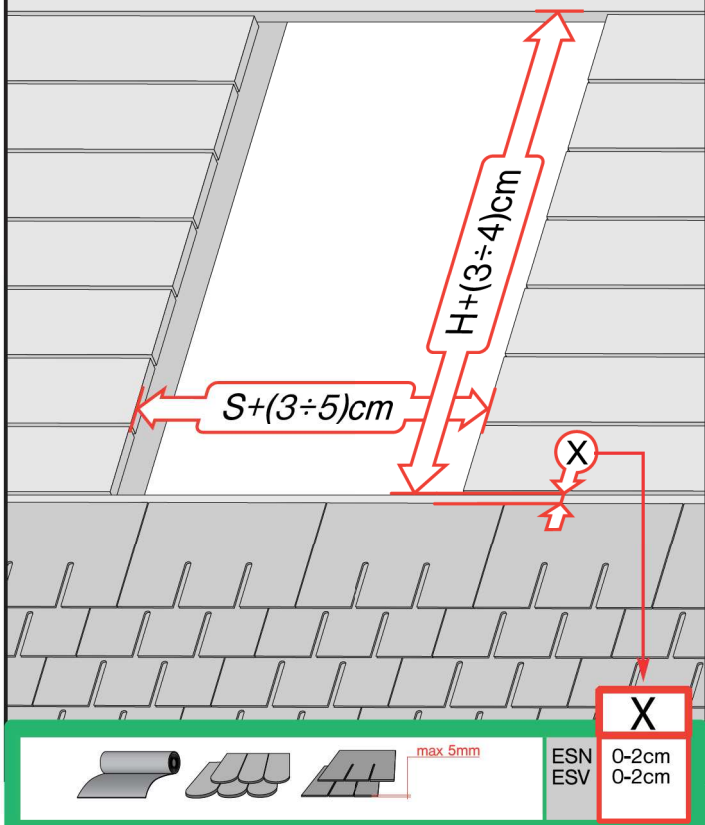 H+(3÷4)cm
S+(3÷5)cm
X
X
max 5mm
ESN 0-2cm
ESV 0-2cm